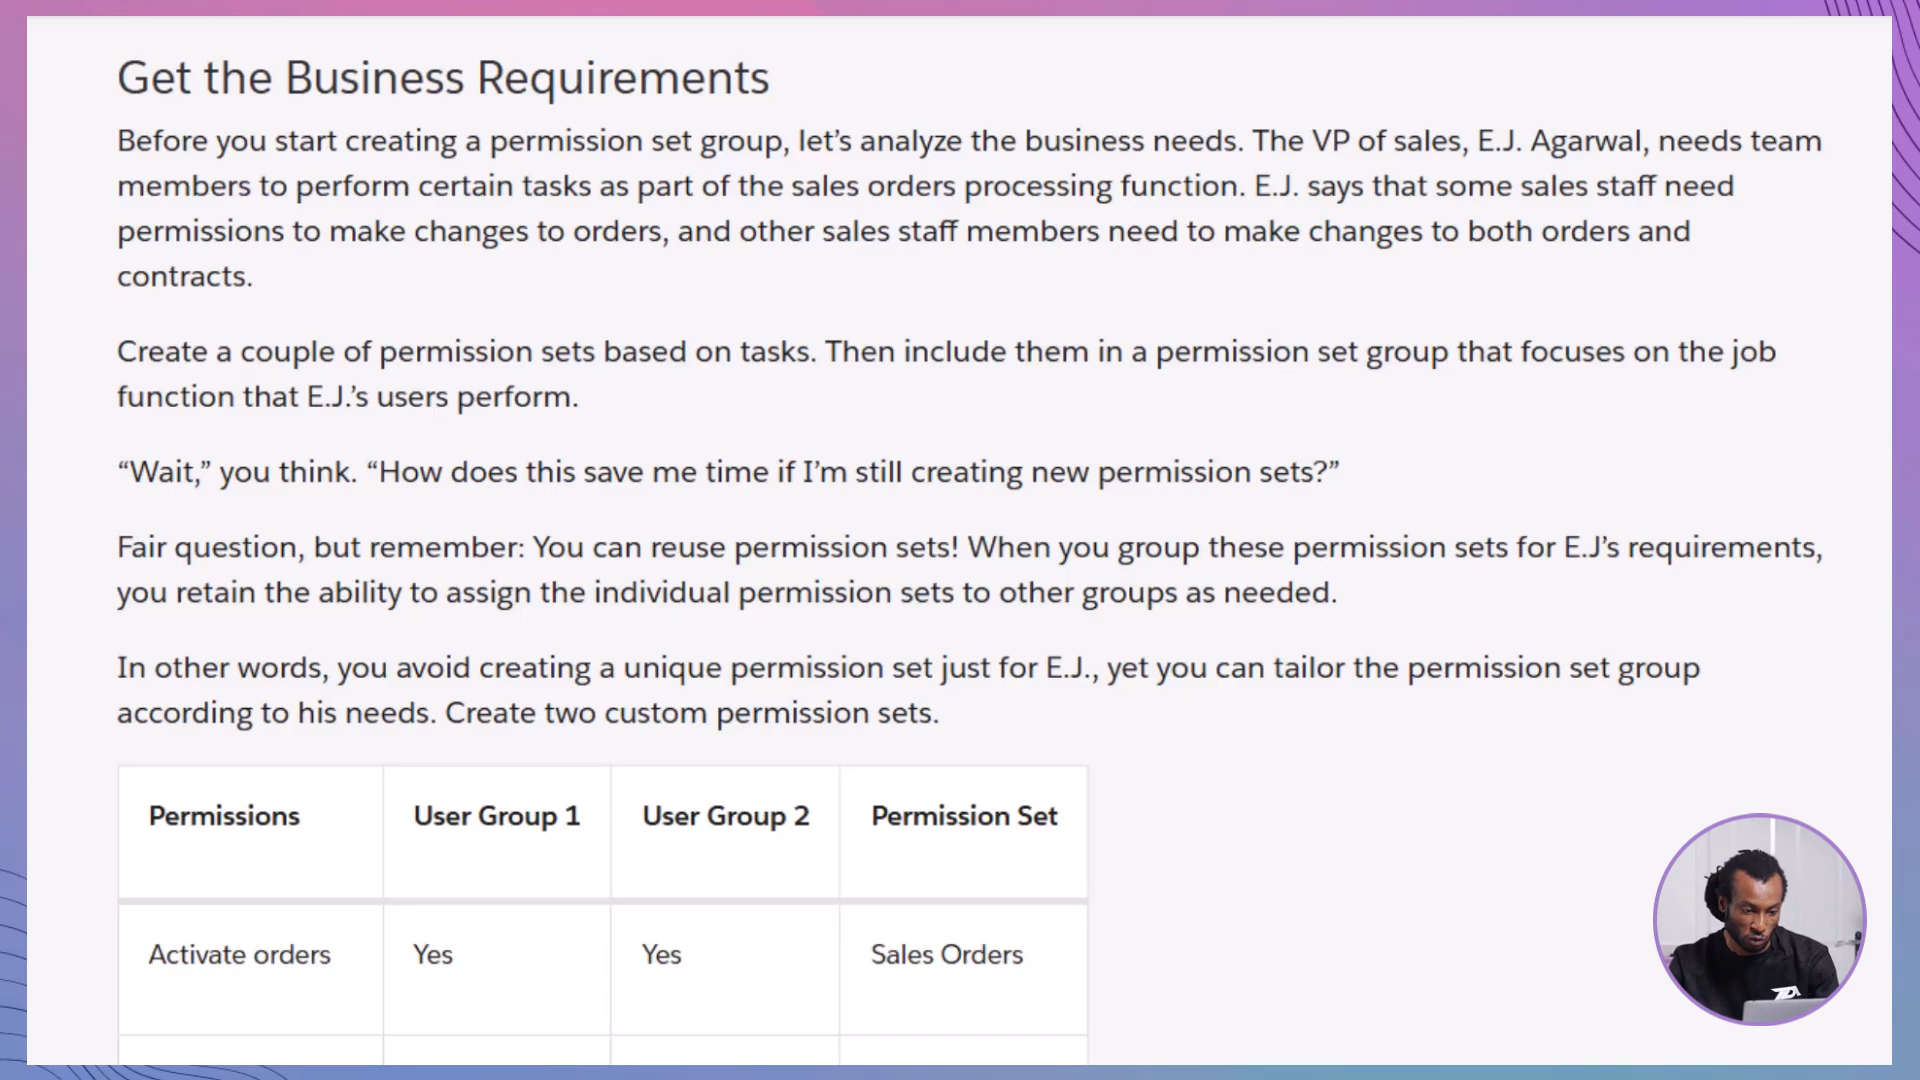 Get the Business Requirements
Before you start creating a permission set group, let’s analyze the business needs. The VP of sales, E.J. Agarwal, needs team
members to perform certain tasks as part of the sales orders processing function. E.J. says that some sales staff need
permissions to make changes to orders, and other sales staff members need to make changes to both orders and
contracts.
Create a couple of permission sets based on tasks. Then include them in a permission set group that focuses on the job
function that E.J.’s users perform.
“Wait,” you think. “How does this save me time if I’m still creating new permission sets?”
Fair question, but remember: You can reuse permission sets! When you group these permission sets for E.J’s requirements,
you retain the ability to assign the individual permission sets to other groups as needed.
In other words, you avoid creating a unique permission set just for E.J., yet you can tailor the permission set group
according to his needs. Create two custom permission sets.
Permissions User Group 1 User Group 2 Permission Set
Activate orders Yes Yes Sales Orders